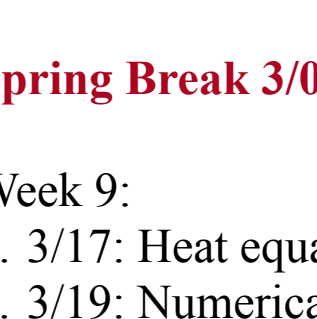 pring Break 3/0
Week 9:
. 3/17: Heat equa
. 3/19: Numerica